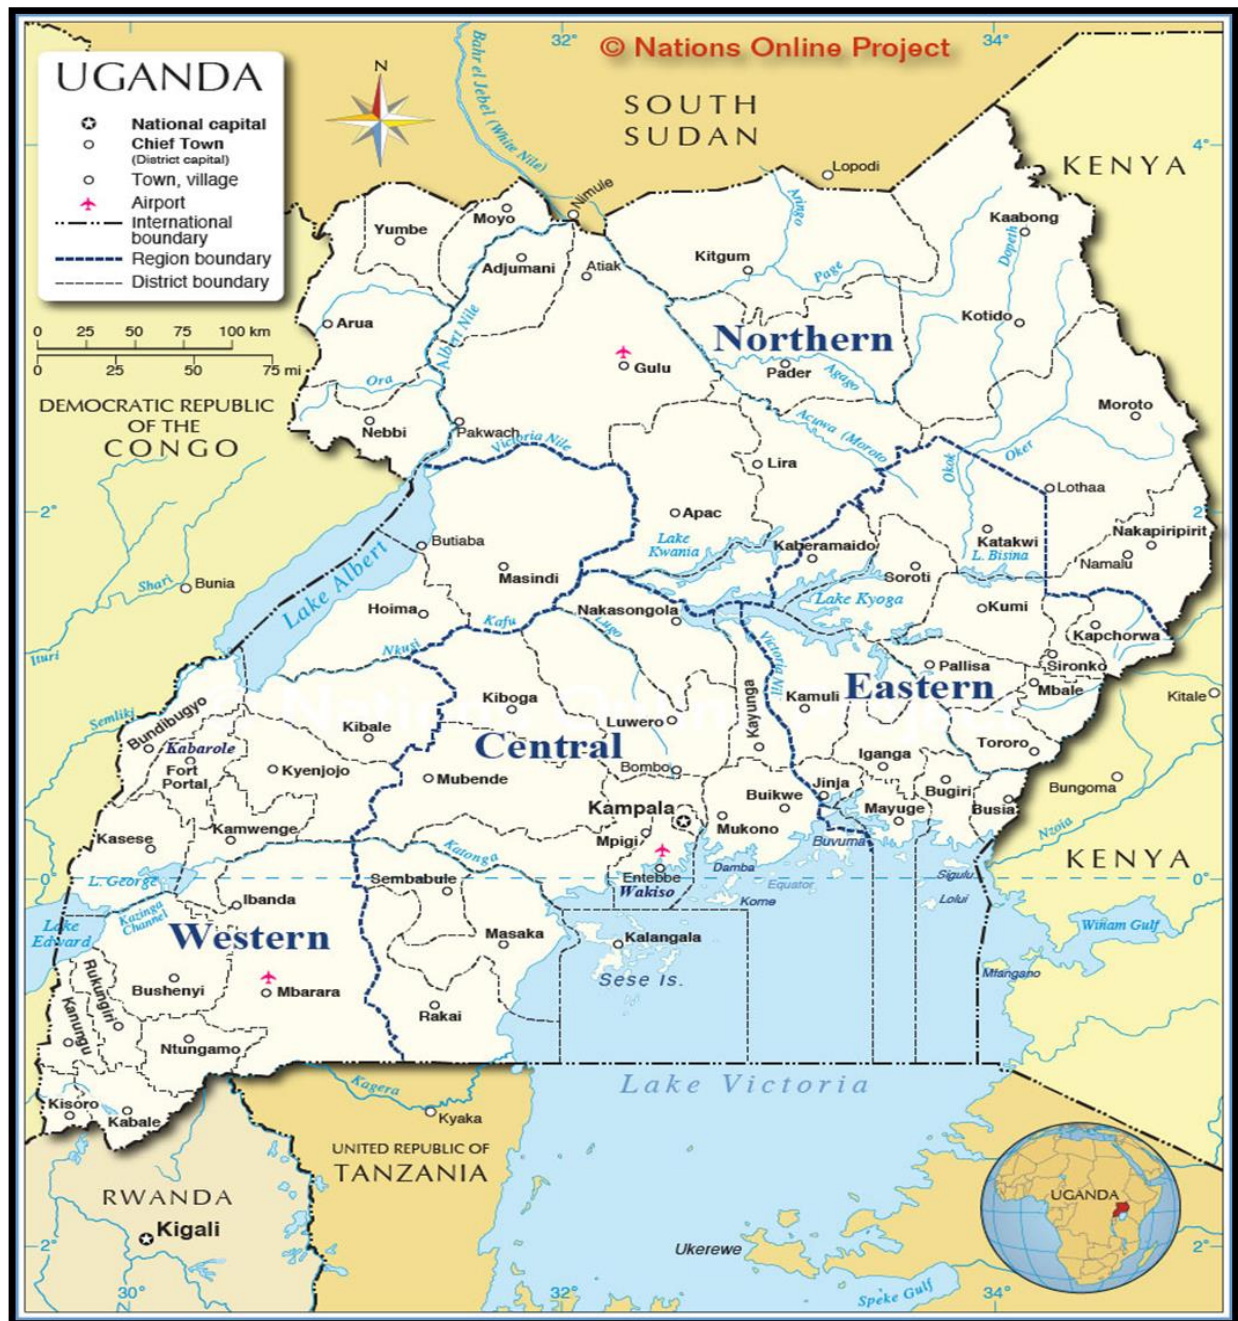 UGANDA
National capital
Chief Town
(District capital)
Town, village
Airport
International
boundary
Region boundary
District boundary
N
32°
© Nations Online Project
34°
SOUTH
SUDAN
Bahr el Jebel (White Nile)
KENYA
4°
Lopodi
Nimule
Moyo
Yumbe
Adjumani
Atiak
Kitgum
Aringo
Page
Kaabong
Dopeth
Kotido
0 25 50 75 100 km
0 25 50 75 mi
Arua
Albert Nile
Northern
Gulu
Pader
Agago
Ora
DEMOCRATIC REPUBLIC
OF THE
CONGO
Nebbi
Pakwach
Victoria Nile
Acuwa (Moroto
Moroto
Lira
Okok
Oker
Lothaa
2°
Apac
Lake
Kwania
Kaberamaido
Katakwi
L. Bisina
Nakapiripirit
Namalu
2°
Butiaba
Masindi
Soroti
Shari
Bunia
Lake Albert
Hoima
Kafu
Nakasongola
Lugo
Lake Kyoga
Kumi
Kapchorwa
Ituri
Nkusi
Victoria Nil
Pallisa
Sironko
Mbale
Kitale
Semliki
Bundibugyo
Kiboga
Kayunga
Kamuli
Eastern
Kabarole
Kibale
Luwero
Central
Fort
Portal
Kyenjojo
Mubende
Bombo
Iganga
Tororo
Kampala
Buikwe
Jinja
Bugiri
Bungoma
Mayuge
Busia
Kasese
Kamwenge
Mpigi
Mukono
Buvuma
Nzoia
KENYA
Katonga
Sembabule
Entebbe
Wakiso
Damba
Equator
Sigulu
0°
L. George
0°
Kazinga
Channel
Ibanda
Kome
Lolui
Lake
Edward
Western
Masaka
Kalangala
Winam Gulf
Sese Is.
Mfangano
Rukungiri
Kanungu
Bushenyi
Mbarara
Rakai
Ntungamo
Lake Victoria
Kagera
Kyaka
Kisoro
Kabale
UNITED REPUBLIC OF
TANZANIA
RWANDA
Kigali
UGANDA
Ukerewe
2°
2°
Speke Gulf
30°
32°
34°